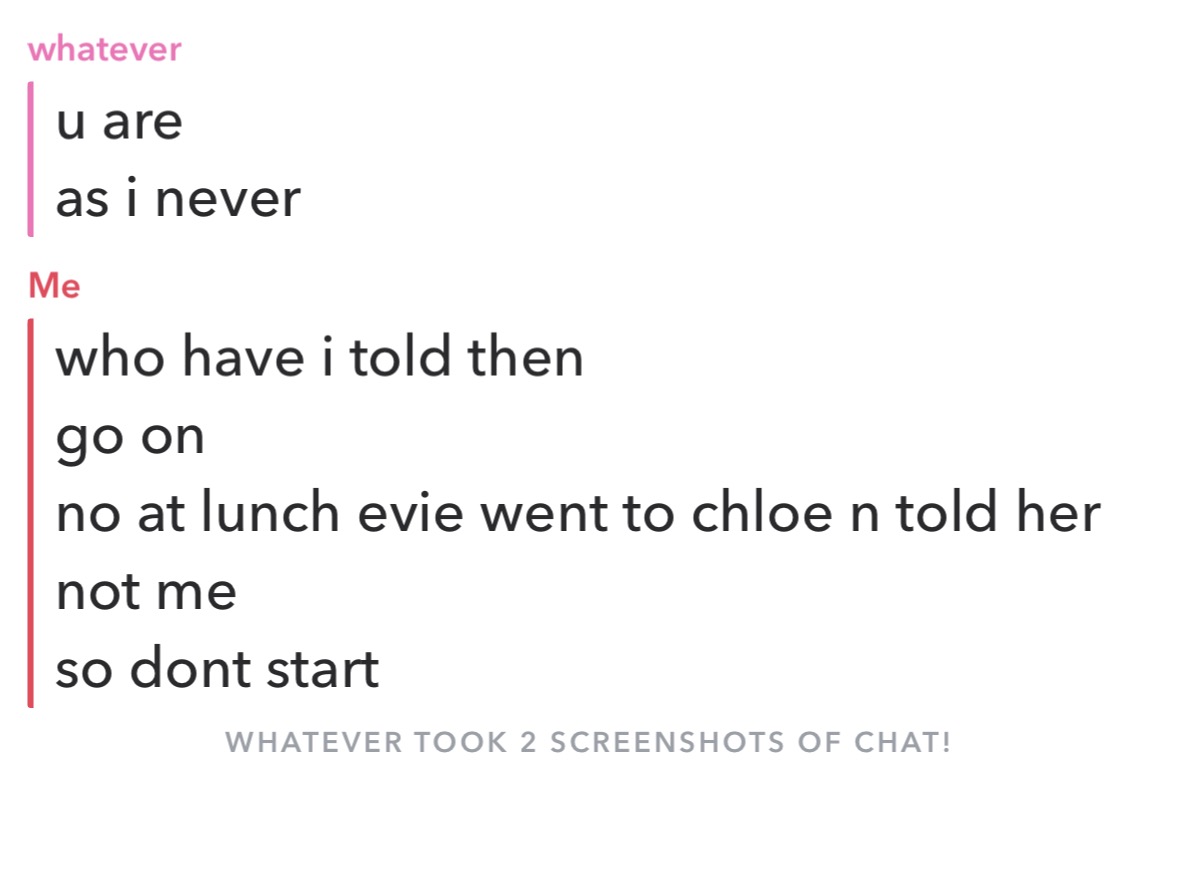 whatever
u are
as i never
Me
who have i told then
go on
no at lunch evie went to chloe n told her
not me
so dont start
WHATEVER TOOK 2 SCREENSHOTS OF CHAT!